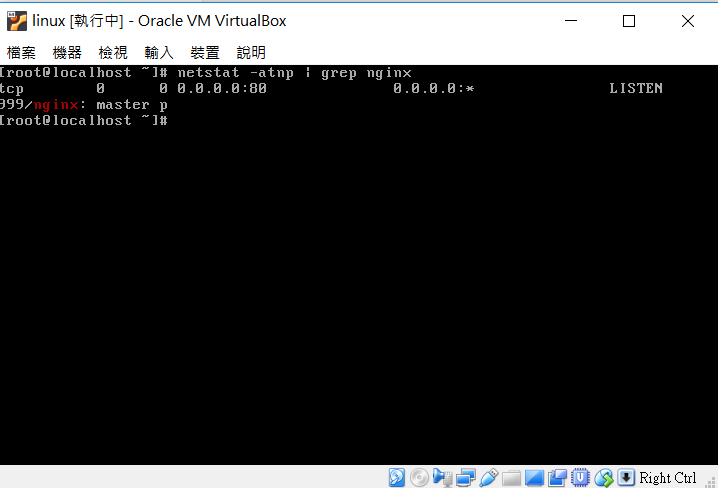 linux [執行中] - Oracle VM VirtualBox
檔案 機器 檢視 輸入 裝置 說明
[root@localhost ~]# netstat -atnp | grep nginx
tcp        0      0 0.0.0.0:80              0.0.0.0:*               LISTEN
999/nginx: master p
[root@localhost ~]#
Right Ctrl